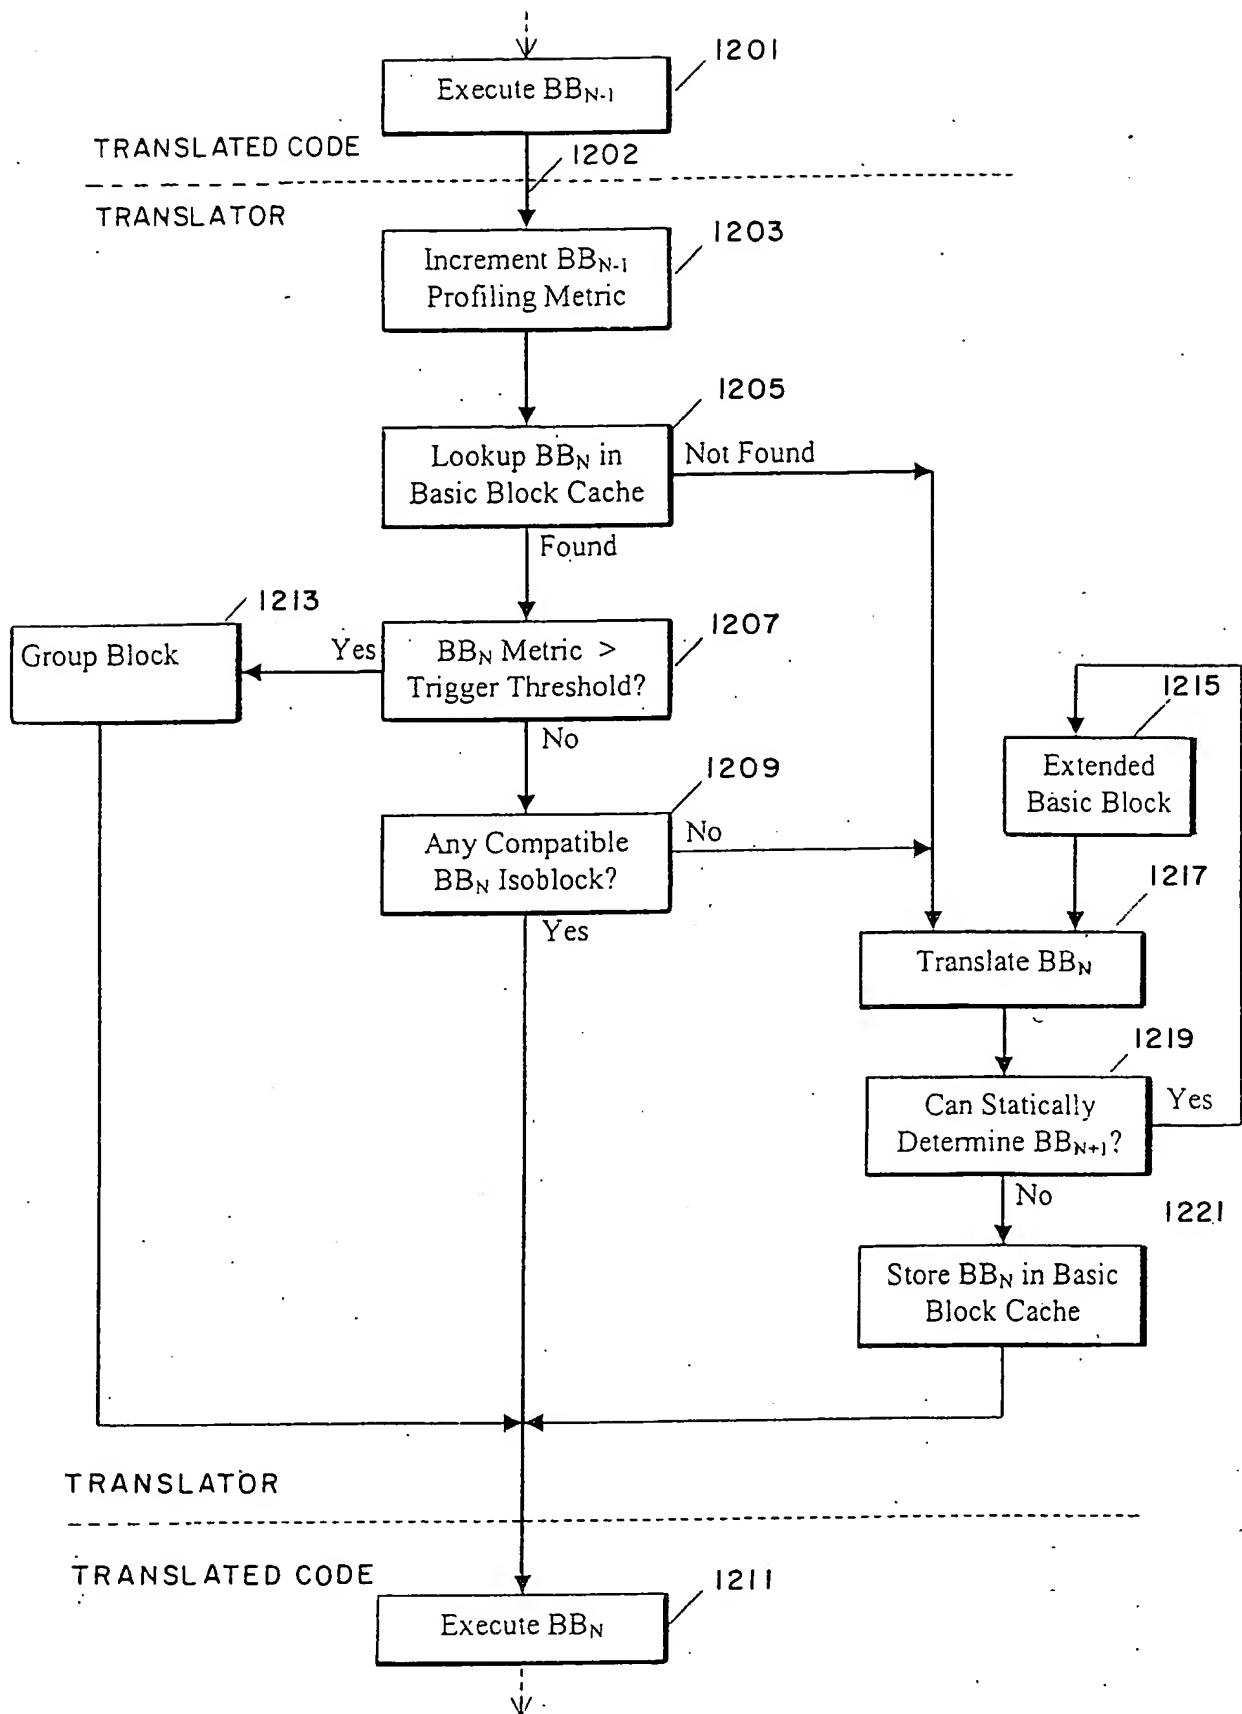 1201
Execute BBN-1
TRANSLATED CODE
1202
TRANSLATOR
1203
Increment BBN-1
Profiling Metric
1205
Lookup BBN in
Basic Block Cache
Not Found
Found
1213
Group Block
Yes
1207
BBN Metric >
Trigger Threshold?
No
1215
Extended
Basic Block
1209
Any Compatible
BBN Isoblock?
No
Yes
1217
Translate BBN
1219
Can Statically
Determine BBN+1?
Yes
No
1221
Store BBN in Basic
Block Cache
TRANSLATOR
TRANSLATED CODE
1211
Execute BBN